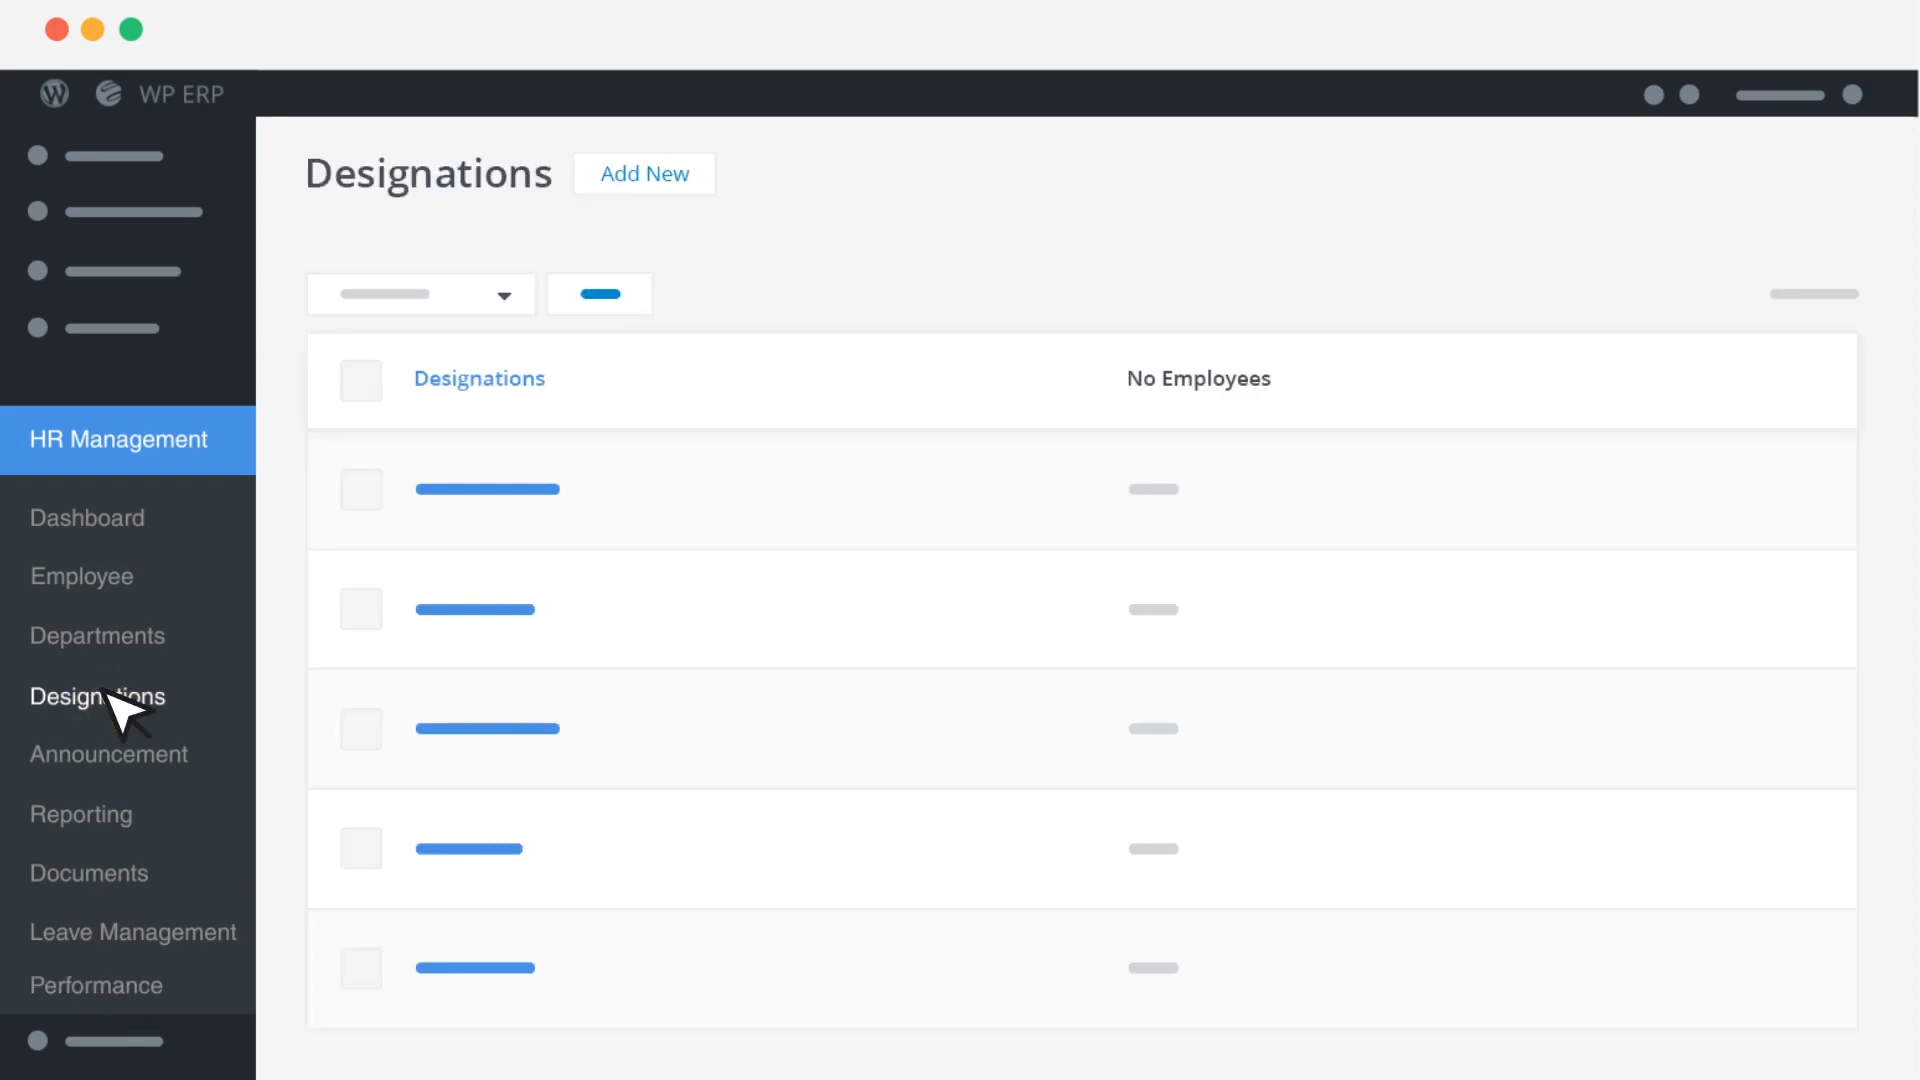 WP ERP
Designations
Add New
Designations
No Employees
HR Management
Dashboard
Employee
Departments
Designations
Announcement
Reporting
Documents
Leave Management
Performance